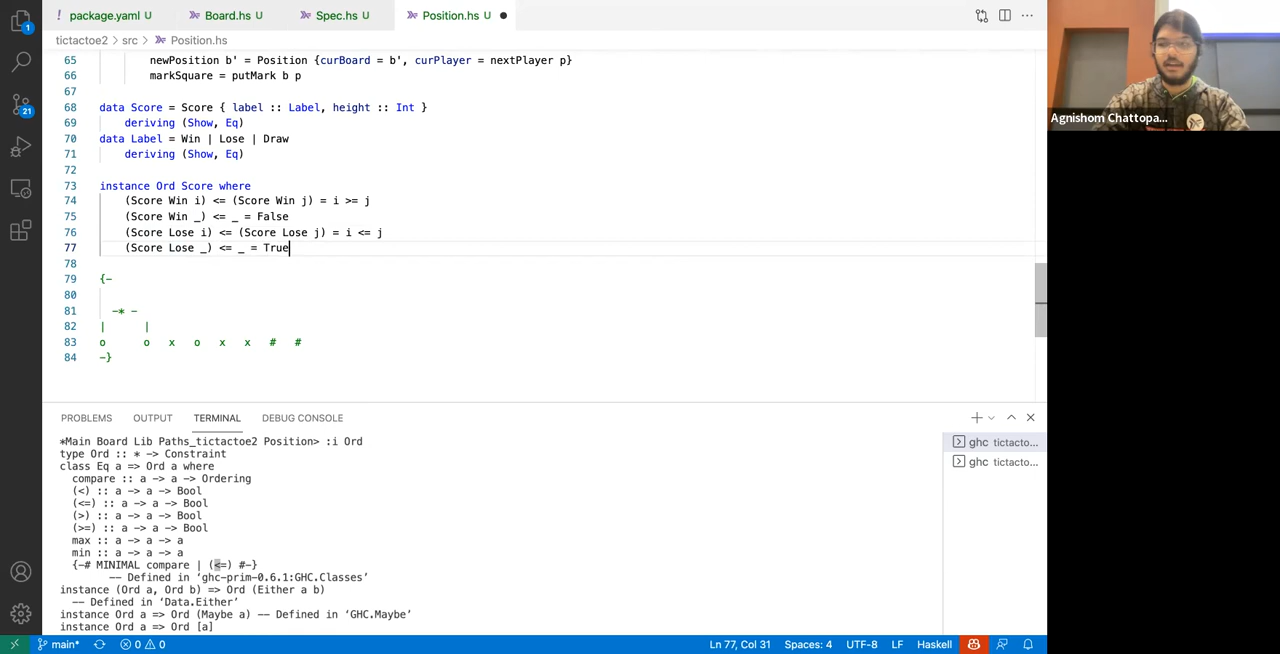 package.yaml U Board.hs U Spec.hs U Position.hs U
tictactoe2 > src > Position.hs
65 newPosition b' = Position {curBoard = b', curPlayer = nextPlayer p}
66 markSquare = putMark b p
67
68 data Score = Score { label :: Label, height :: Int }
69 deriving (Show, Eq)
70 data Label = Win | Lose | Draw
71 deriving (Show, Eq)
72
73 instance Ord Score where
74 (Score Win i) <= (Score Win j) = i >= j
75 (Score Win _) <= _ = False
76 (Score Lose i) <= (Score Lose j) = i <= j
77 (Score Lose _) <= _ = True
78
79 {-
80
81 -* -
82 | |
83 o o x o x x # #
84 -}
Agnishom Chattopa...
PROBLEMS OUTPUT TERMINAL DEBUG CONSOLE
*Main Board Lib Paths_tictactoe2 Position> :i Ord
type Ord :: * -> Constraint
class Eq a => Ord a where
compare :: a -> a -> Ordering
(<) :: a -> a -> Bool
(<=) :: a -> a -> Bool
(>) :: a -> a -> Bool
(>=) :: a -> a -> Bool
max :: a -> a -> a
min :: a -> a -> a
{-# MINIMAL compare | (<=) #-}
-- Defined in ‘ghc-prim-0.6.1:GHC.Classes’
instance (Ord a, Ord b) => Ord (Either a b)
-- Defined in ‘Data.Either’
instance Ord a => Ord (Maybe a) -- Defined in ‘GHC.Maybe’
instance Ord a => Ord [a]
ghc tictacto...
ghc tictacto...
1
21
main* 0 0 Ln 77, Col 31 Spaces: 4 UTF-8 LF Haskell